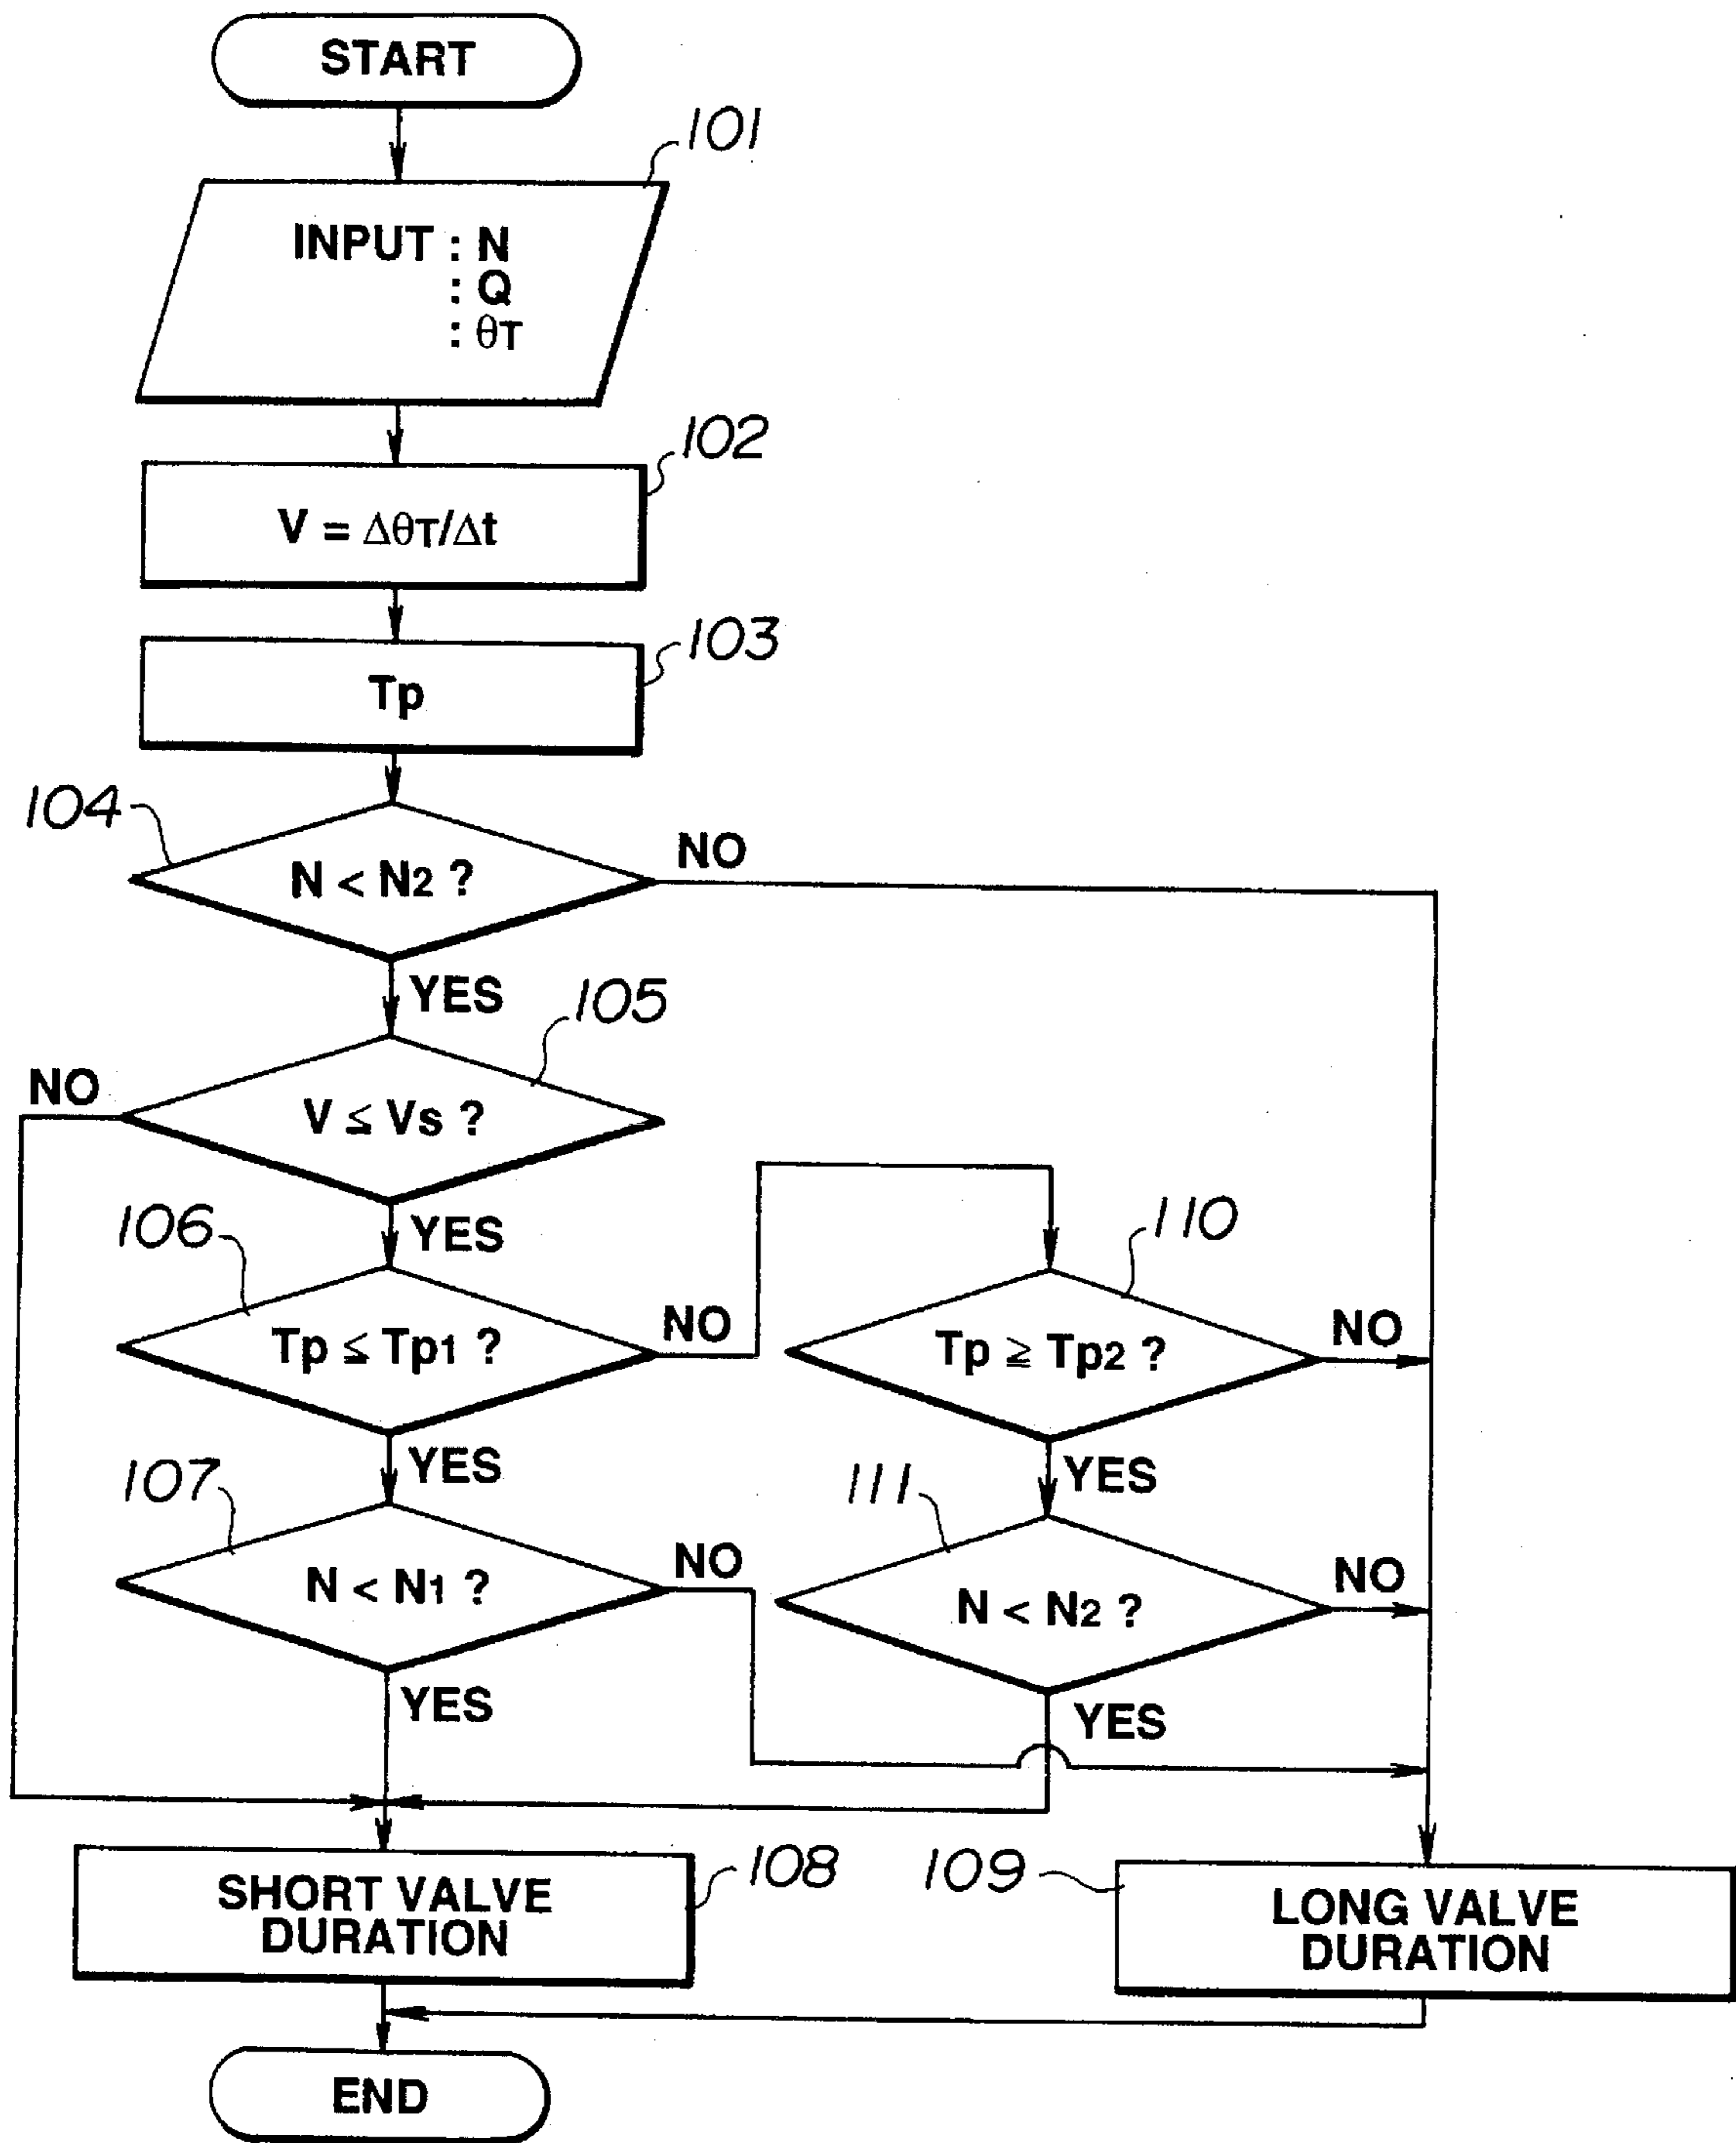 START
101
INPUT : N
: Q
: θT
102
V = ΔθT/Δt
103
Tp
104
N < N2 ?
NO
YES
105
NO
V ≤ Vs ?
YES
106
Tp ≤ Tp1 ?
NO
110
Tp ≧ Tp2 ?
NO
YES
YES
107
N < N1 ?
NO
111
N < N2 ?
NO
YES
YES
SHORT VALVE
DURATION
108
109
LONG VALVE
DURATION
END